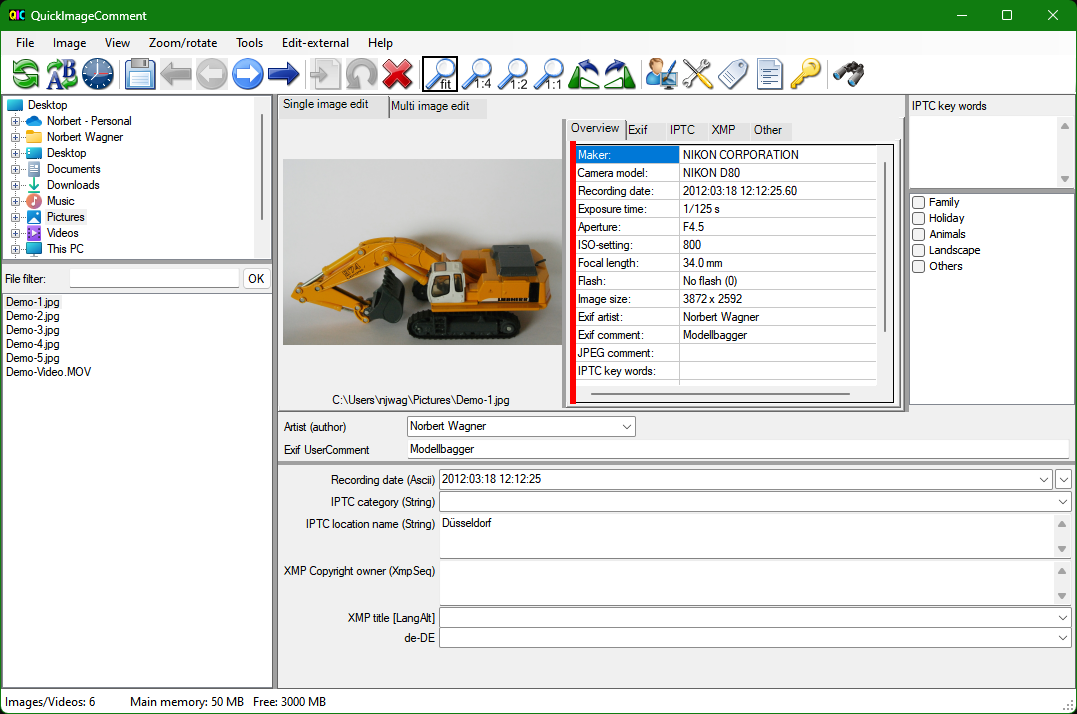 QIC QuickImageComment
File Image View Zoom/rotate Tools Edit-external Help
fit 1:4 1:2 1:1
Desktop
Norbert - Personal
Norbert Wagner
Desktop
Documents
Downloads
Music
Pictures
Videos
This PC
File filter: OK
Demo-1.jpg
Demo-2.jpg
Demo-3.jpg
Demo-4.jpg
Demo-5.jpg
Demo-Video.MOV
Single image edit Multi image edit
LIEBHERR
C:\Users\njwag\Pictures\Demo-1.jpg
Overview Exif IPTC XMP Other
Maker: NIKON CORPORATION
Camera model: NIKON D80
Recording date: 2012:03:18 12:12:25.60
Exposure time: 1/125 s
Aperture: F4.5
ISO-setting: 800
Focal length: 34.0 mm
Flash: No flash (0)
Image size: 3872 x 2592
Exif artist: Norbert Wagner
Exif comment: Modellbagger
JPEG comment:
IPTC key words:
IPTC key words
Family
Holiday
Animals
Landscape
Others
Artist (author) Norbert Wagner
Exif UserComment Modellbagger
Recording date (Ascii) 2012:03:18 12:12:25
IPTC category (String)
IPTC location name (String) Düsseldorf
XMP Copyright owner (XmpSeq)
XMP title [LangAlt]
de-DE
Images/Videos: 6 Main memory: 50 MB Free: 3000 MB